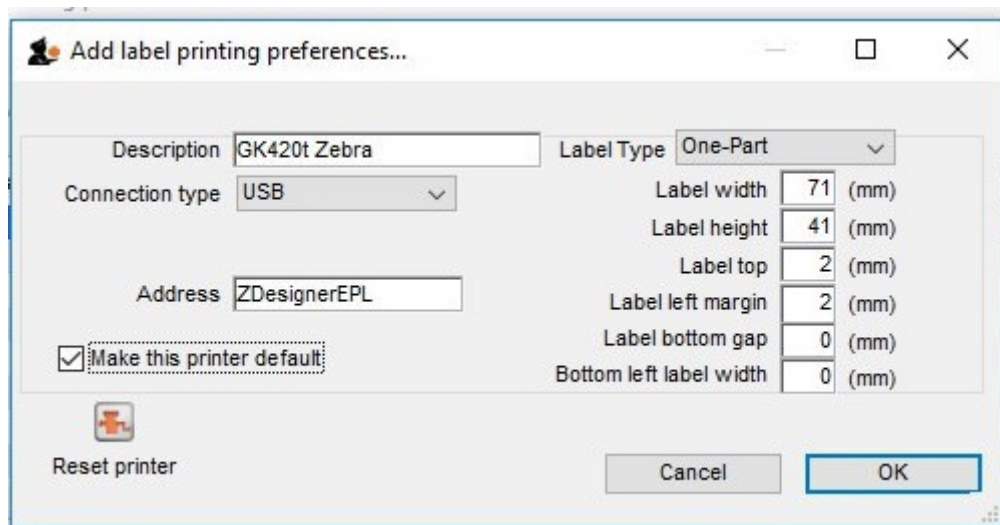 Add label printing preferences...
Description GK420t Zebra
Label Type One-Part
Connection type USB
Label width 71 (mm)
Label height 41 (mm)
Label top 2 (mm)
Address ZDesignerEPL
Label left margin 2 (mm)
Label bottom gap 0 (mm)
Make this printer default
Bottom left label width 0 (mm)
Reset printer
Cancel
OK